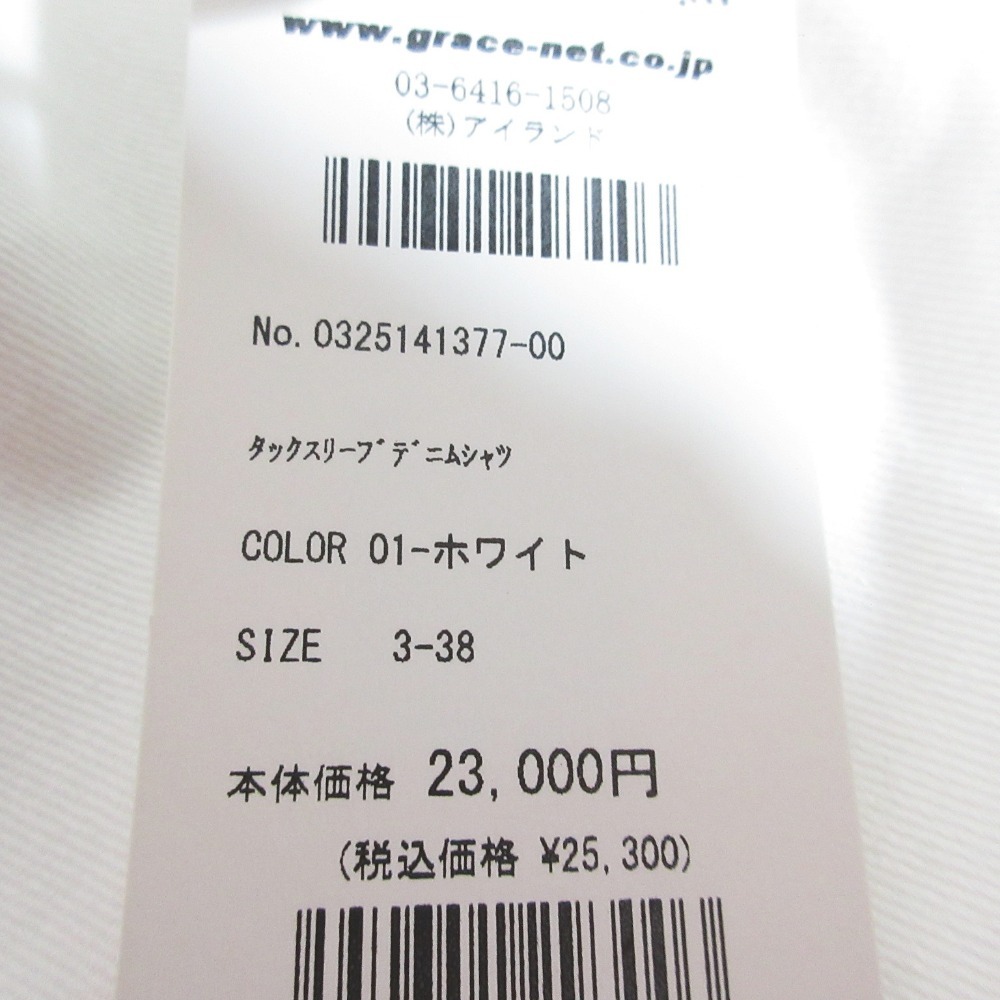 www.grace-net.co.jp
03-6416-1508
(株)アイランド
No. 0325141377-00
ﾀｯｸｽﾘｰﾌﾞﾃﾞﾆﾑｼｬﾂ
COLOR 01-ホワイト
SIZE 3-38
本体価格 23,000円
(税込価格 ¥25,300)